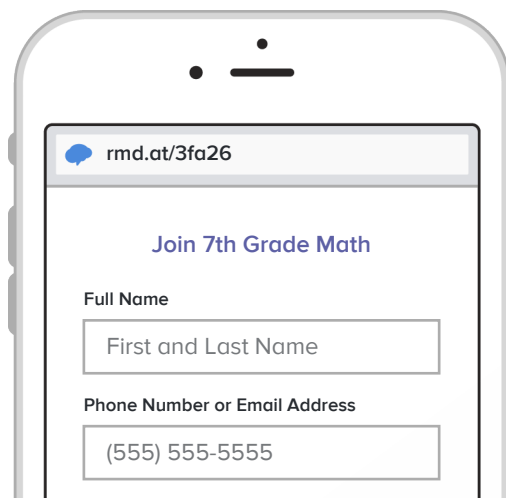 rmd.at/3fa26
Join 7th Grade Math
Full Name
First and Last Name
Phone Number or Email Address
(555) 555-5555